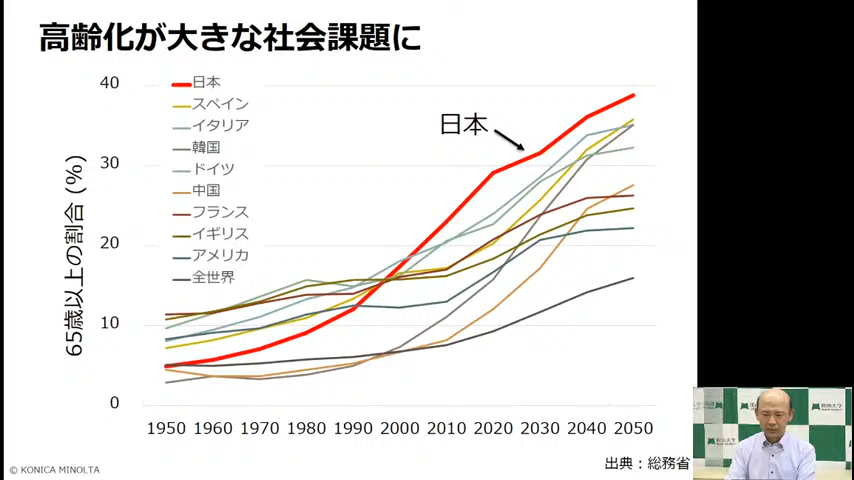 高齢化が大きな社会課題に
65歳以上の割合 (%)
40
30
20
10
0
日本
スペイン
イタリア
韓国
ドイツ
中国
フランス
イギリス
アメリカ
全世界
日本
1950 1960 1970 1980 1990 2000 2010 2020 2030 2040 2050
出典：総務省
© KONICA MINOLTA